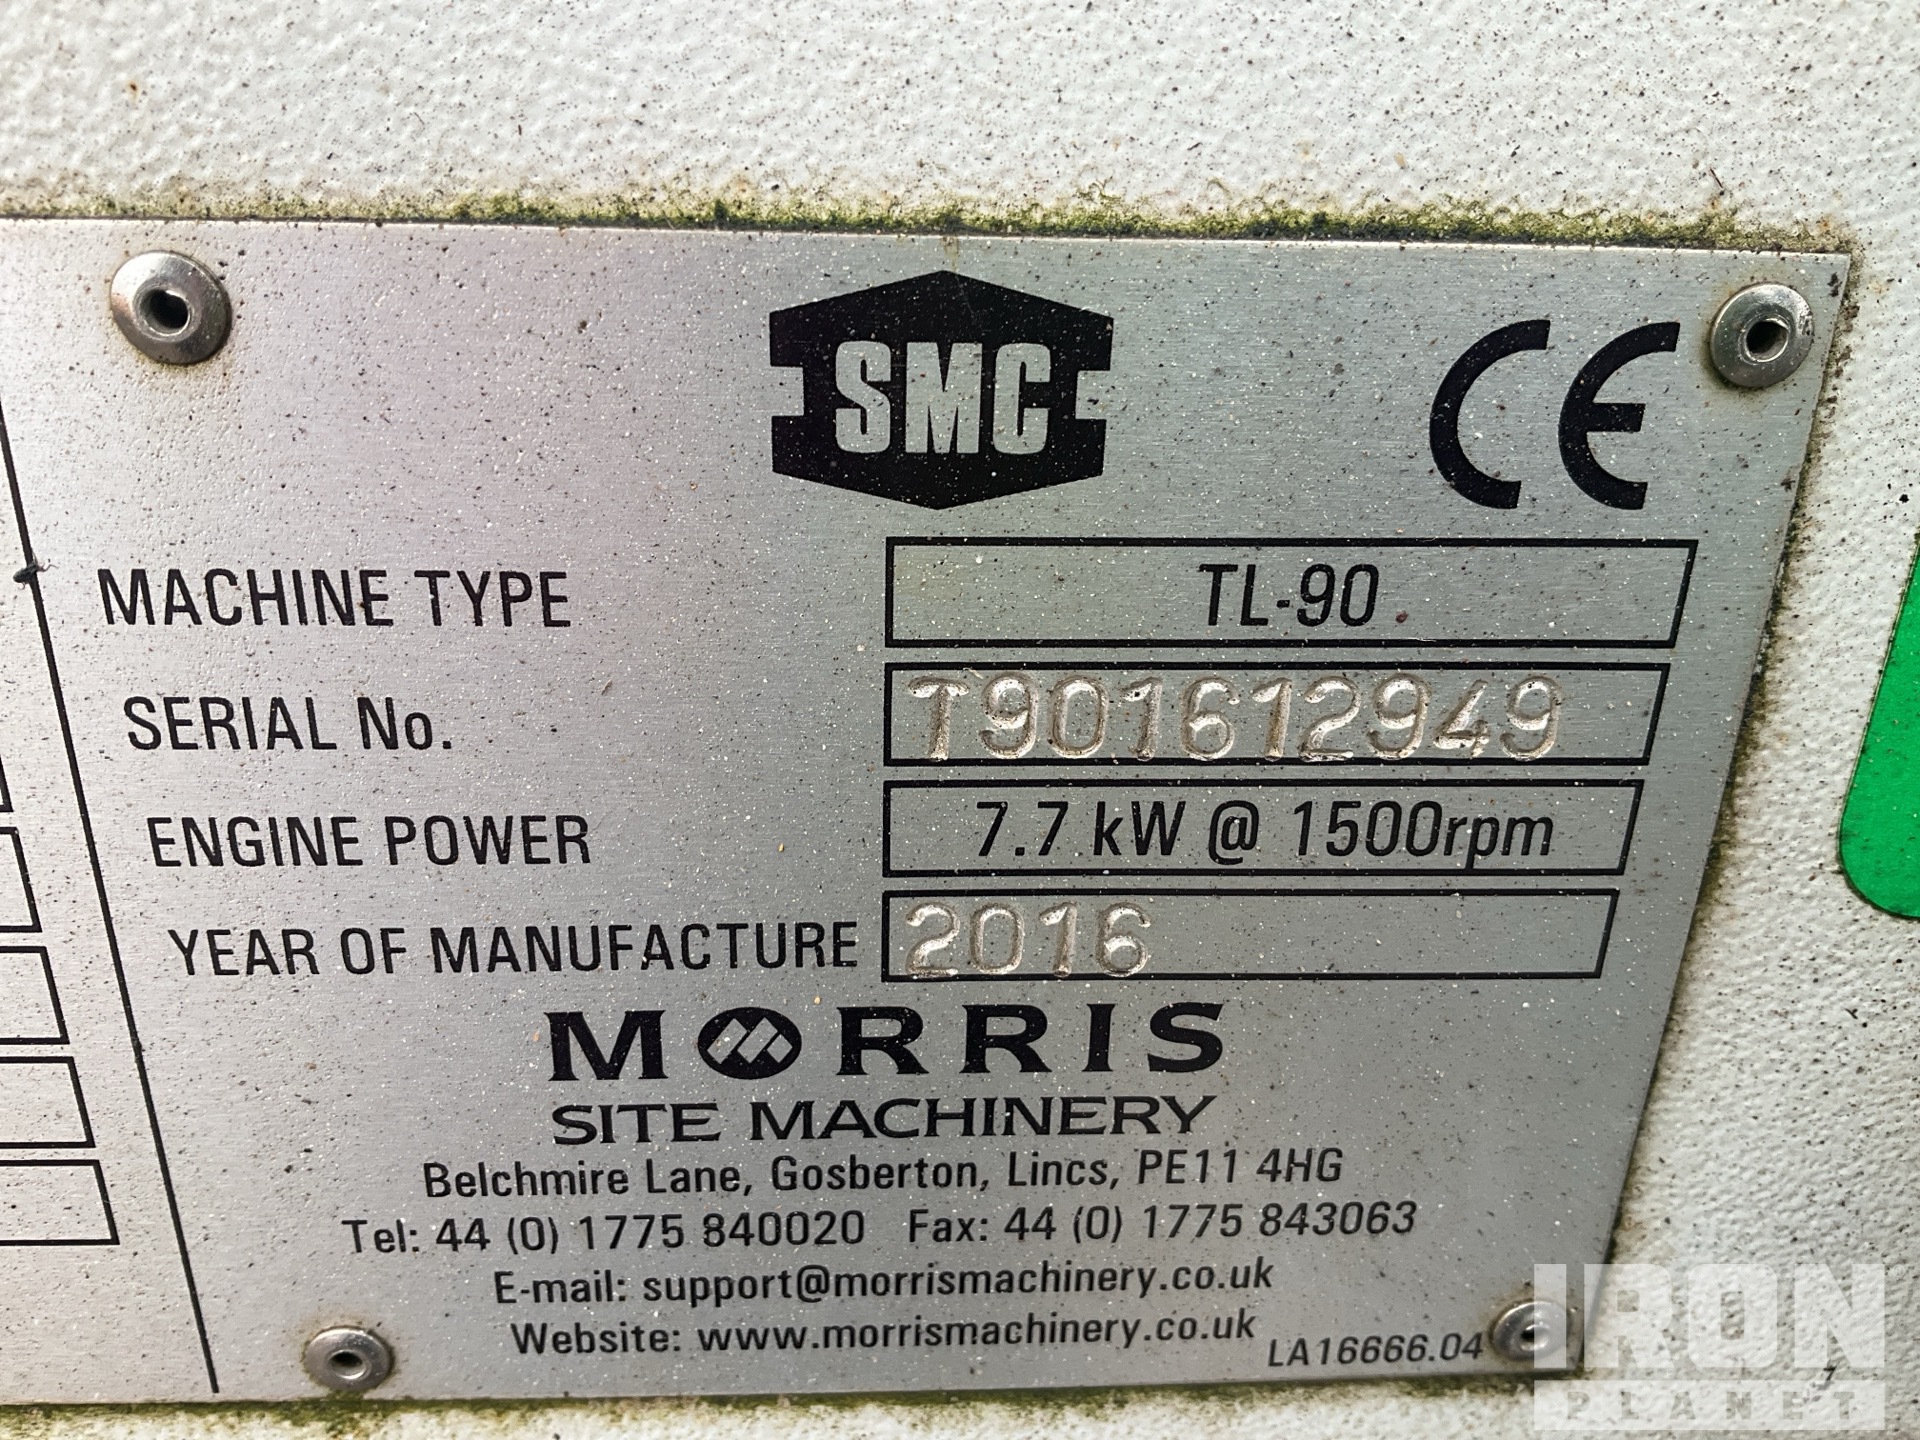 SMC
CE
MACHINE TYPE TL-90
SERIAL No. T901612949
ENGINE POWER 7.7 kW @ 1500rpm
YEAR OF MANUFACTURE 2016
MORRIS
SITE MACHINERY
Belchmire Lane, Gosberton, Lincs, PE11 4HG
Tel: 44 (0) 1775 840020 Fax: 44 (0) 1775 843063
E-mail: support@morrismachinery.co.uk
Website: www.morrismachinery.co.uk
LA16666.04
IRON
PLANET